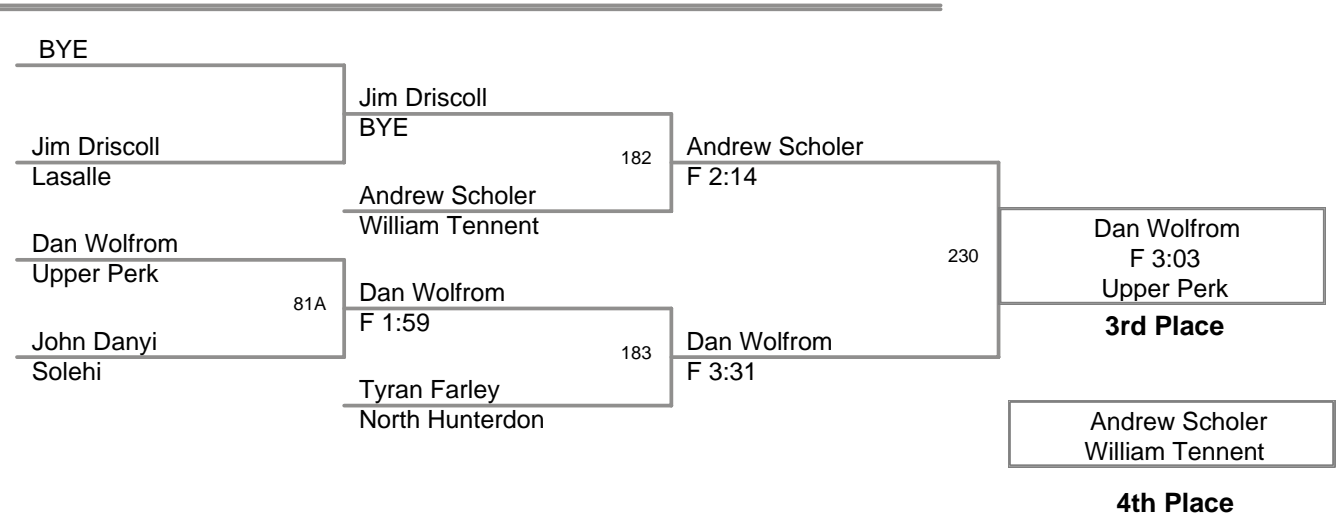 BYE
Jim Driscoll
BYE
Jim Driscoll
Lasalle
182
Andrew Scholer
F 2:14
Andrew Scholer
William Tennent
Dan Wolfrom
Upper Perk
81A
Dan Wolfrom
F 1:59
John Danyi
Solehi
183
Dan Wolfrom
F 3:31
Tyran Farley
North Hunterdon
230
Dan Wolfrom
F 3:03
Upper Perk
3rd Place
Andrew Scholer
William Tennent
4th Place